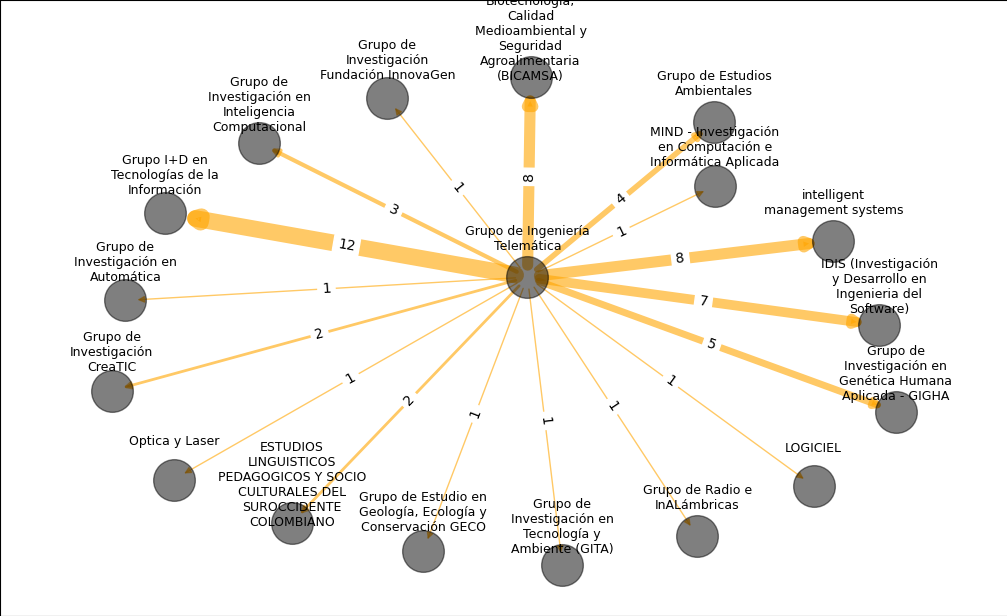 Biotecnología,
Calidad
Medioambiental y
Seguridad
Agroalimentaria
(BICAMSA)
Grupo de
Investigación
Fundación InnovaGen
Grupo de Estudios
Ambientales
Grupo de
Investigación en
Inteligencia
Computacional
MIND - Investigación
en Computación e
Informática Aplicada
Grupo I+D en
Tecnologías de la
Información
intelligent
management systems
Grupo de Ingeniería
Telemática
Grupo de
Investigación en
Automática
IDIS (Investigación
y Desarrollo en
Ingenieria del
Software)
Grupo de
Investigación
CreaTIC
Grupo de
Investigación en
Genética Humana
Aplicada - GIGHA
Optica y Laser
ESTUDIOS
LINGUISTICOS
PEDAGOGICOS Y SOCIO
CULTURALES DEL
SUROCCIDENTE
COLOMBIANO
LOGICIEL
Grupo de Estudio en
Geología, Ecología y
Conservación GECO
Grupo de
Investigación en
Tecnología y
Ambiente (GITA)
Grupo de Radio e
InALámbricas
8
1
4
3
1
12
8
1
7
2
5
1
2
1
1
1
1